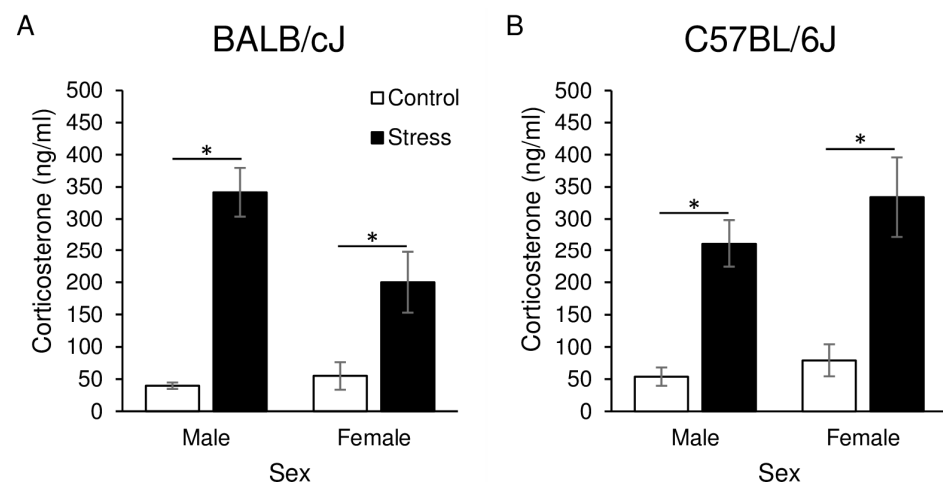 A
BALB/cJ
Corticosterone (ng/ml)
500
450
400
350
300
250
200
150
100
50
0
Control
Stress
*
*
Male
Female
Sex
B
C57BL/6J
Corticosterone (ng/ml)
500
450
400
350
300
250
200
150
100
50
0
*
*
Male
Female
Sex